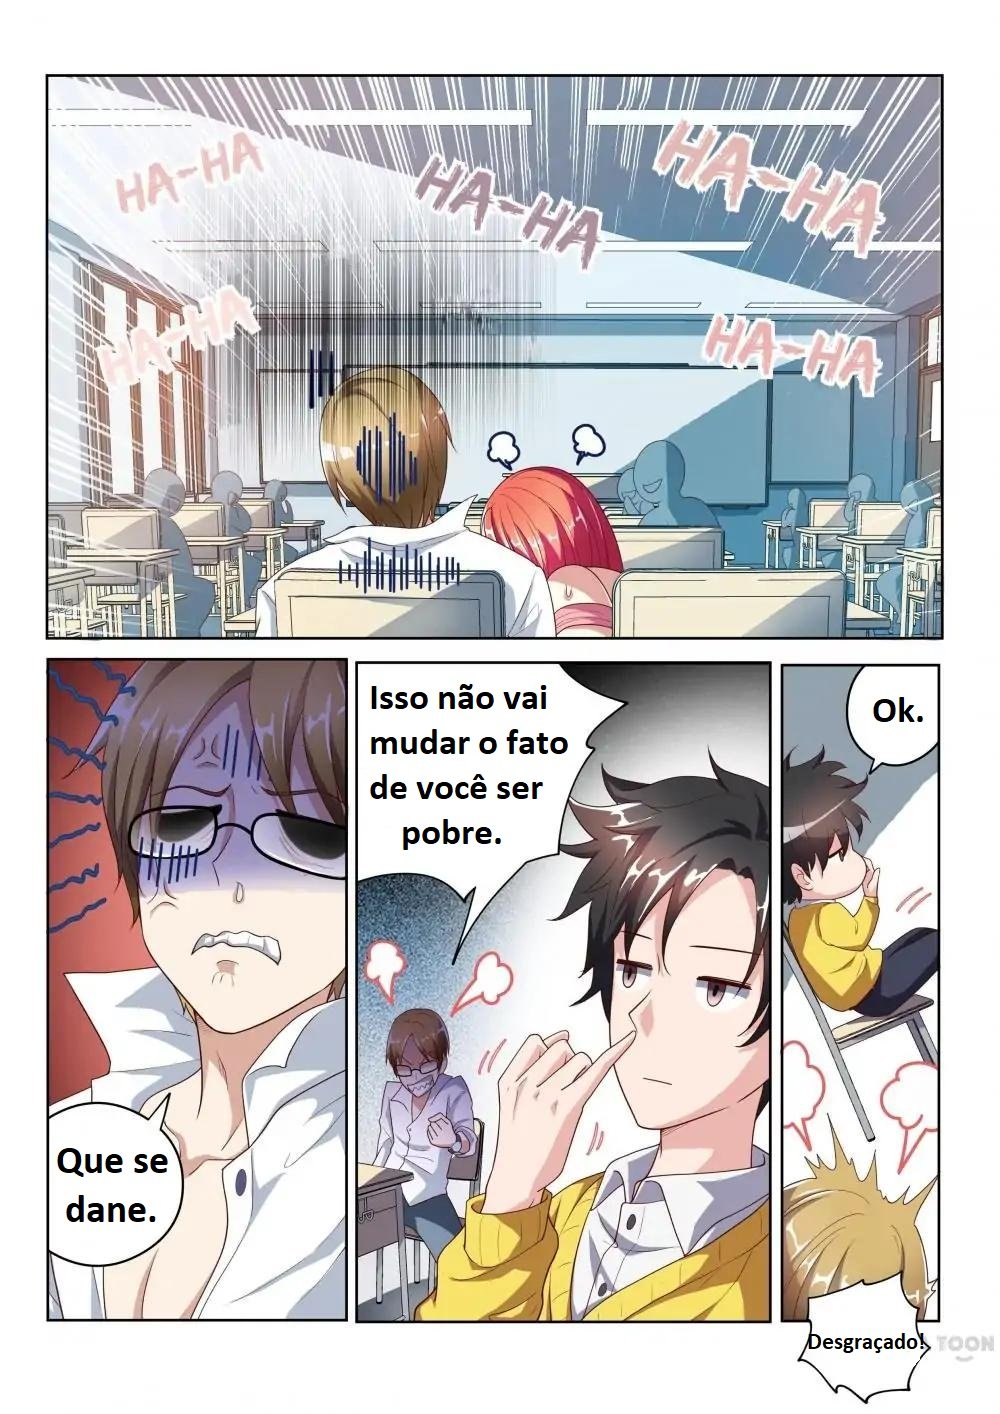 HA-HA
HA-HA
HA-HA
HA-HA
HA-HA
Que se
dane.
Isso não vai
mudar o fato
de você ser
pobre.
Ok.
Desgraçado!
TOON